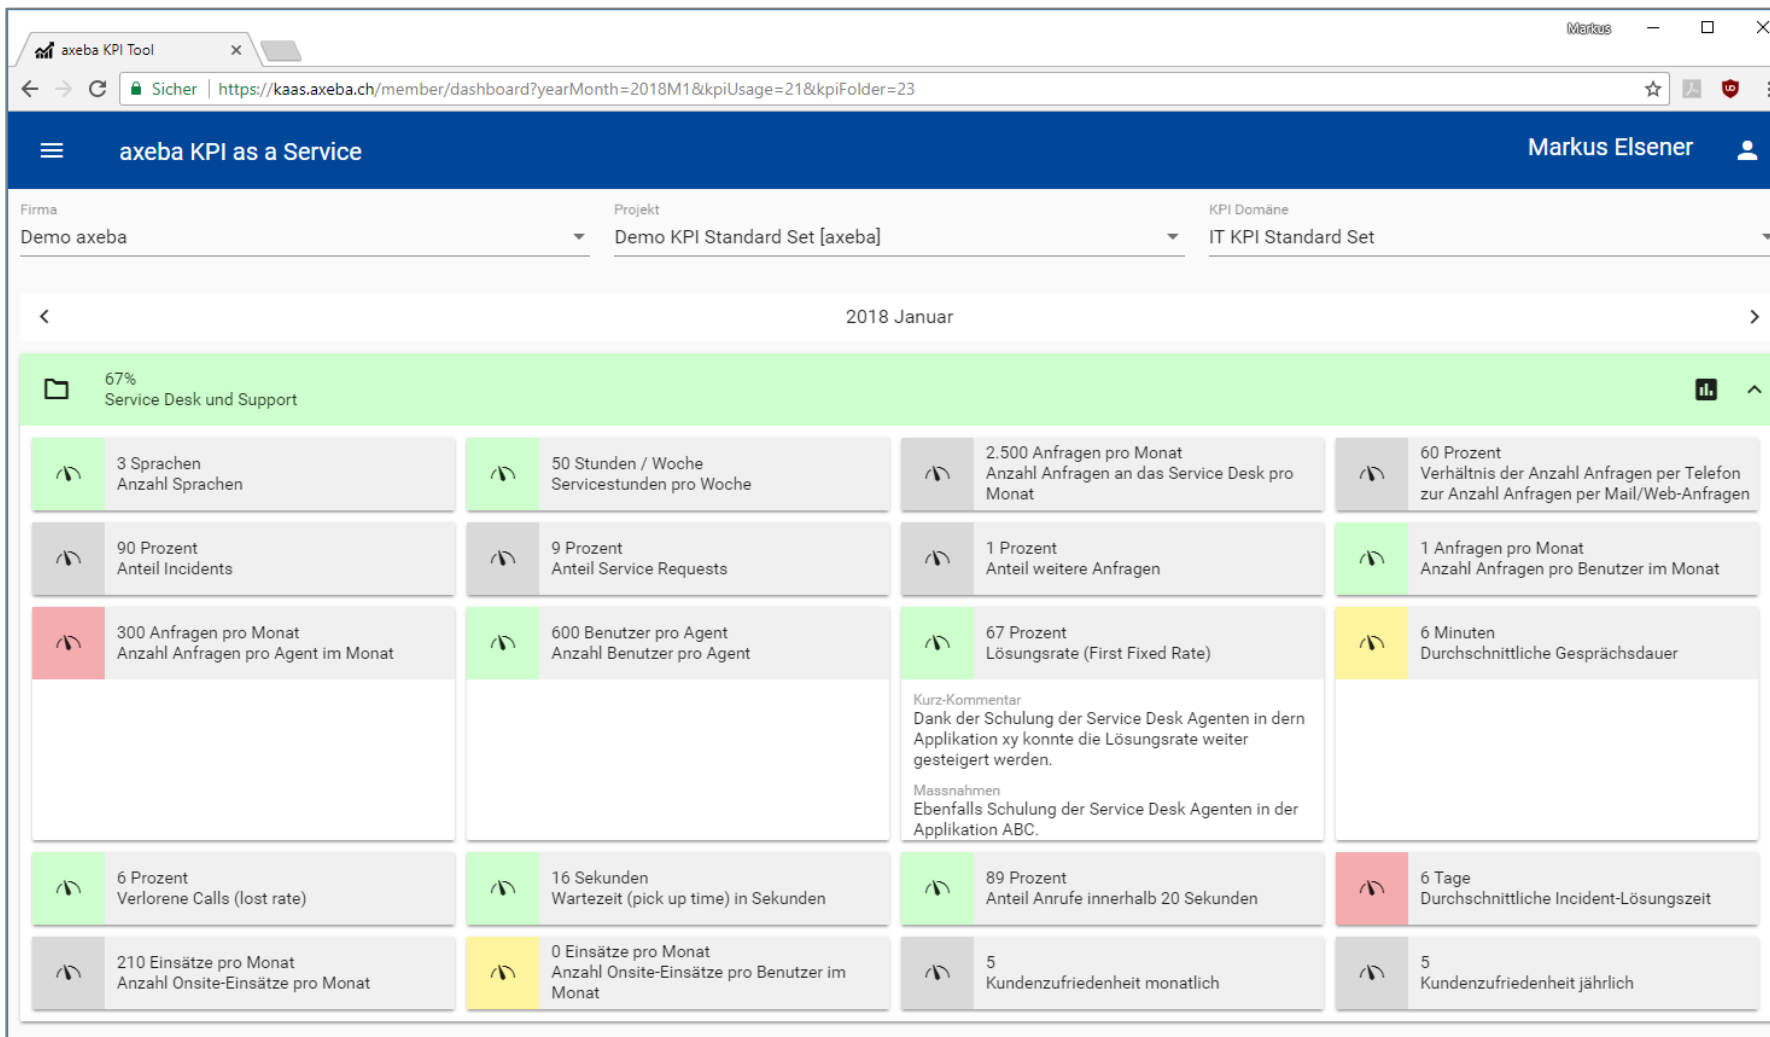 Markus
axeba KPI Tool
Sicher | https://kaas.axeba.ch/member/dashboard?yearMonth=2018M1&kpiUsage=21&kpiFolder=23
axeba KPI as a Service
Markus Elsener
Firma
Projekt
KPI Domäne
Demo axeba
Demo KPI Standard Set [axeba]
IT KPI Standard Set
2018 Januar
67%
Service Desk und Support
3 Sprachen
Anzahl Sprachen
50 Stunden / Woche
Servicestunden pro Woche
2.500 Anfragen pro Monat
Anzahl Anfragen an das Service Desk pro
Monat
60 Prozent
Verhältnis der Anzahl Anfragen per Telefon
zur Anzahl Anfragen per Mail/Web-Anfragen
90 Prozent
Anteil Incidents
9 Prozent
Anteil Service Requests
1 Prozent
Anteil weitere Anfragen
1 Anfragen pro Monat
Anzahl Anfragen pro Benutzer im Monat
300 Anfragen pro Monat
Anzahl Anfragen pro Agent im Monat
600 Benutzer pro Agent
Anzahl Benutzer pro Agent
67 Prozent
Lösungsrate (First Fixed Rate)
Kurz-Kommentar
Dank der Schulung der Service Desk Agenten in dern
Applikation xy konnte die Lösungsrate weiter
gesteigert werden.
Massnahmen
Ebenfalls Schulung der Service Desk Agenten in der
Applikation ABC.
6 Minuten
Durchschnittliche Gesprächsdauer
6 Prozent
Verlorene Calls (lost rate)
16 Sekunden
Wartezeit (pick up time) in Sekunden
89 Prozent
Anteil Anrufe innerhalb 20 Sekunden
6 Tage
Durchschnittliche Incident-Lösungszeit
210 Einsätze pro Monat
Anzahl Onsite-Einsätze pro Monat
0 Einsätze pro Monat
Anzahl Onsite-Einsätze pro Benutzer im
Monat
5
Kundenzufriedenheit monatlich
5
Kundenzufriedenheit jährlich